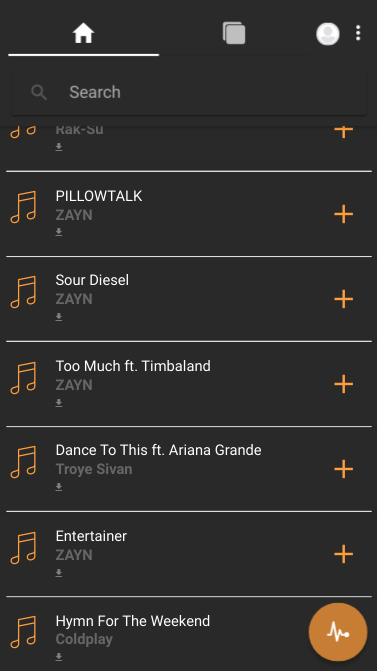 Search
Rak-Su
PILLOWTALK
ZAYN
Sour Diesel
ZAYN
Too Much ft. Timbaland
ZAYN
Dance To This ft. Ariana Grande
Troye Sivan
Entertainer
ZAYN
Hymn For The Weekend
Coldplay